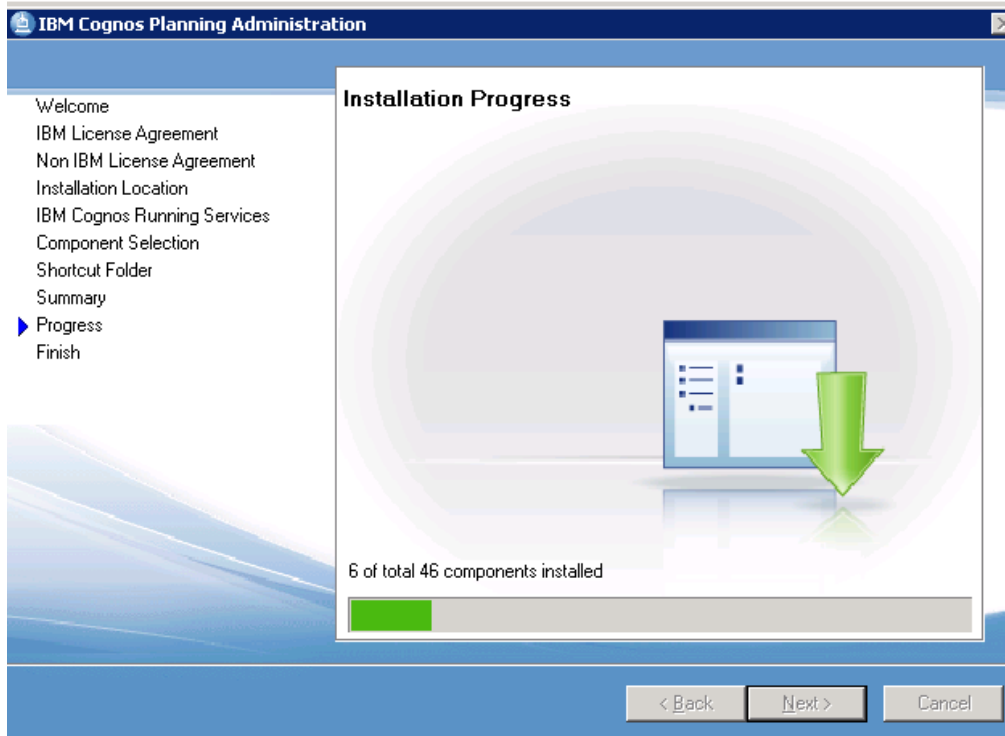 IBM Cognos Planning Administration
Welcome
IBM License Agreement
Non IBM License Agreement
Installation Location
IBM Cognos Running Services
Component Selection
Shortcut Folder
Summary
Progress
Finish
Installation Progress
6 of total 46 components installed
< Back
Next >
Cancel